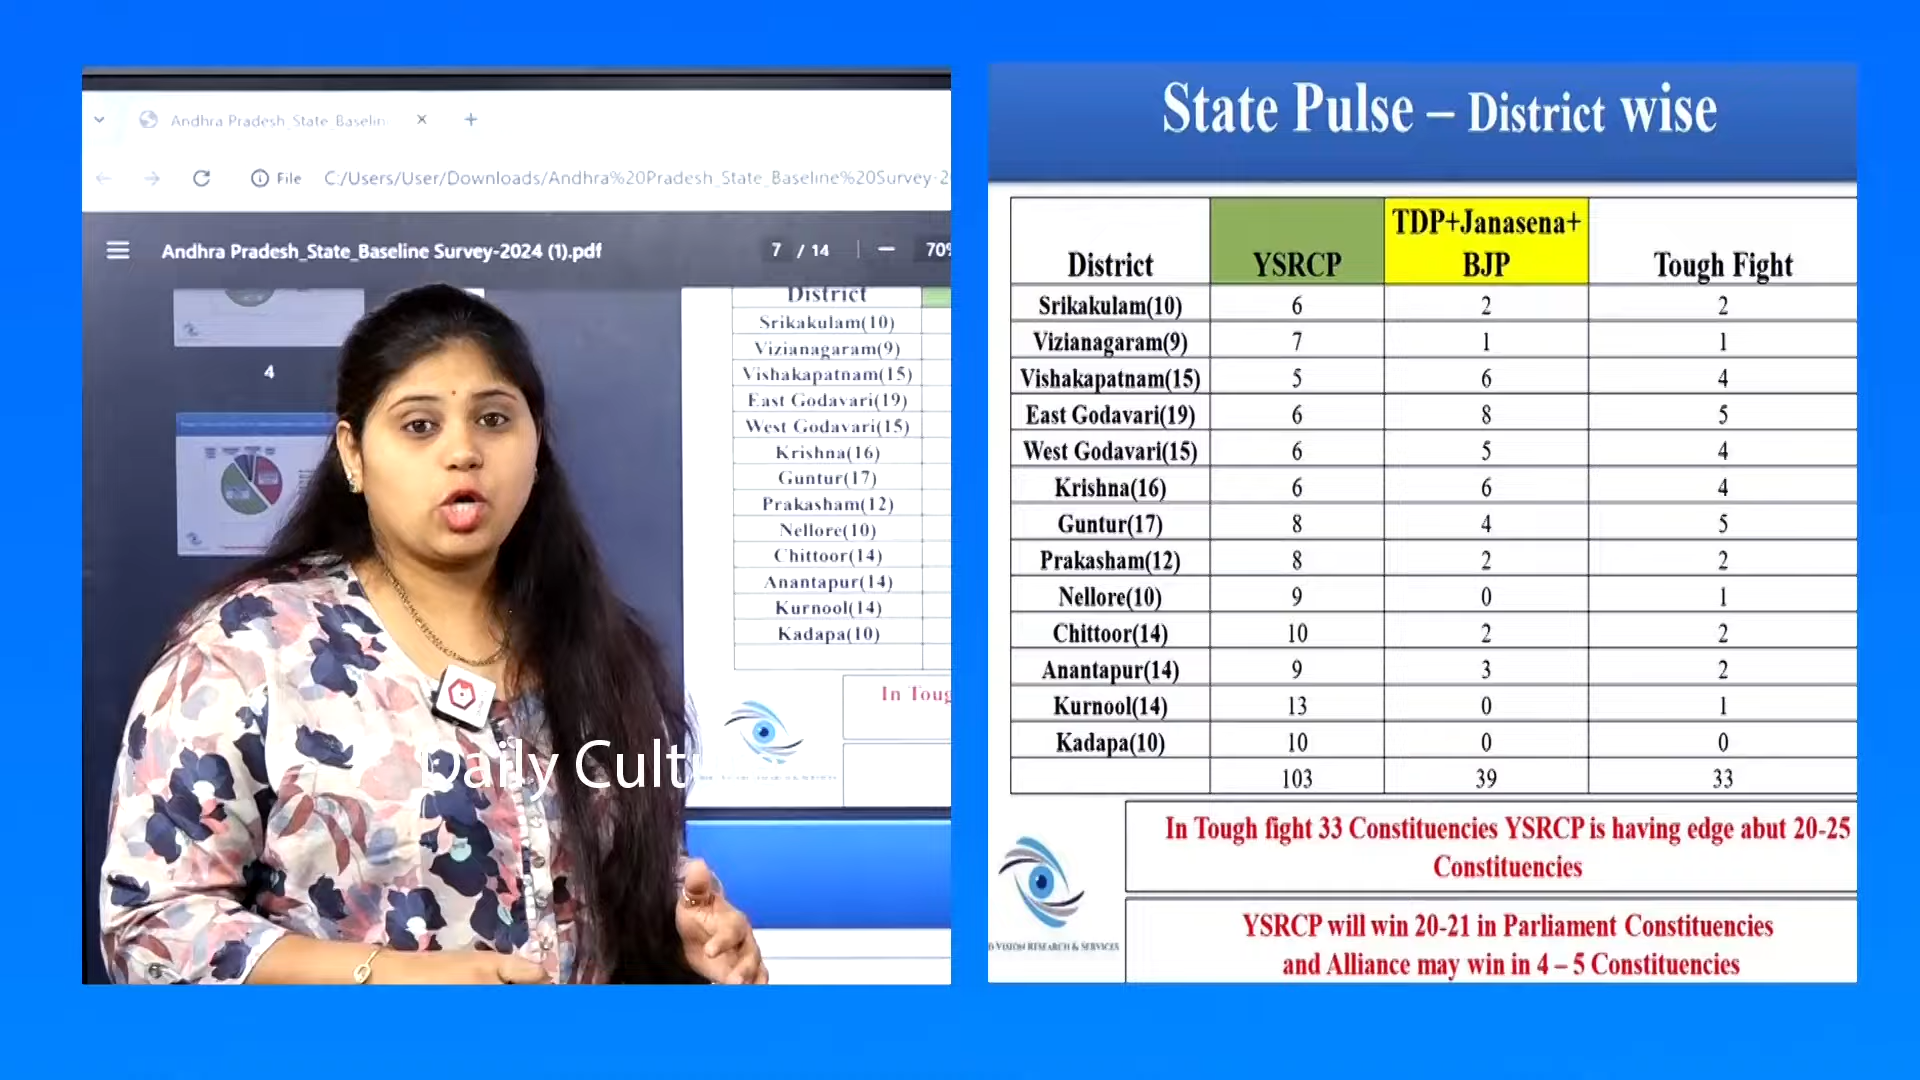 Andhra Pradesh_State_Baselin
File
C:/Users/User/Downloads/Andhra%20Pradesh_State_Baseline%20Survey-2
Andhra Pradesh_State_Baseline Survey-2024 (1).pdf
7 / 14
70%
4
District
Srikakulam(10)
Vizianagaram(9)
Vishakapatnam(15)
East Godavari(19)
West Godavari(15)
Krishna(16)
Guntur(17)
Prakasham(12)
Nellore(10)
Chittoor(14)
Anantapur(14)
Kurnool(14)
Kadapa(10)
In Toug
Daily Cult
State Pulse – District wise
District YSRCP TDP+Janasena+ BJP Tough Fight
Srikakulam(10) 6 2 2
Vizianagaram(9) 7 1 1
Vishakapatnam(15) 5 6 4
East Godavari(19) 6 8 5
West Godavari(15) 6 5 4
Krishna(16) 6 6 4
Guntur(17) 8 4 5
Prakasham(12) 8 2 2
Nellore(10) 9 0 1
Chittoor(14) 10 2 2
Anantapur(14) 9 3 2
Kurnool(14) 13 0 1
Kadapa(10) 10 0 0
103 39 33
In Tough fight 33 Constituencies YSRCP is having edge abut 20-25
Constituencies
VISION RESEARCH & SERVICES
YSRCP will win 20-21 in Parliament Constituencies
and Alliance may win in 4 – 5 Constituencies